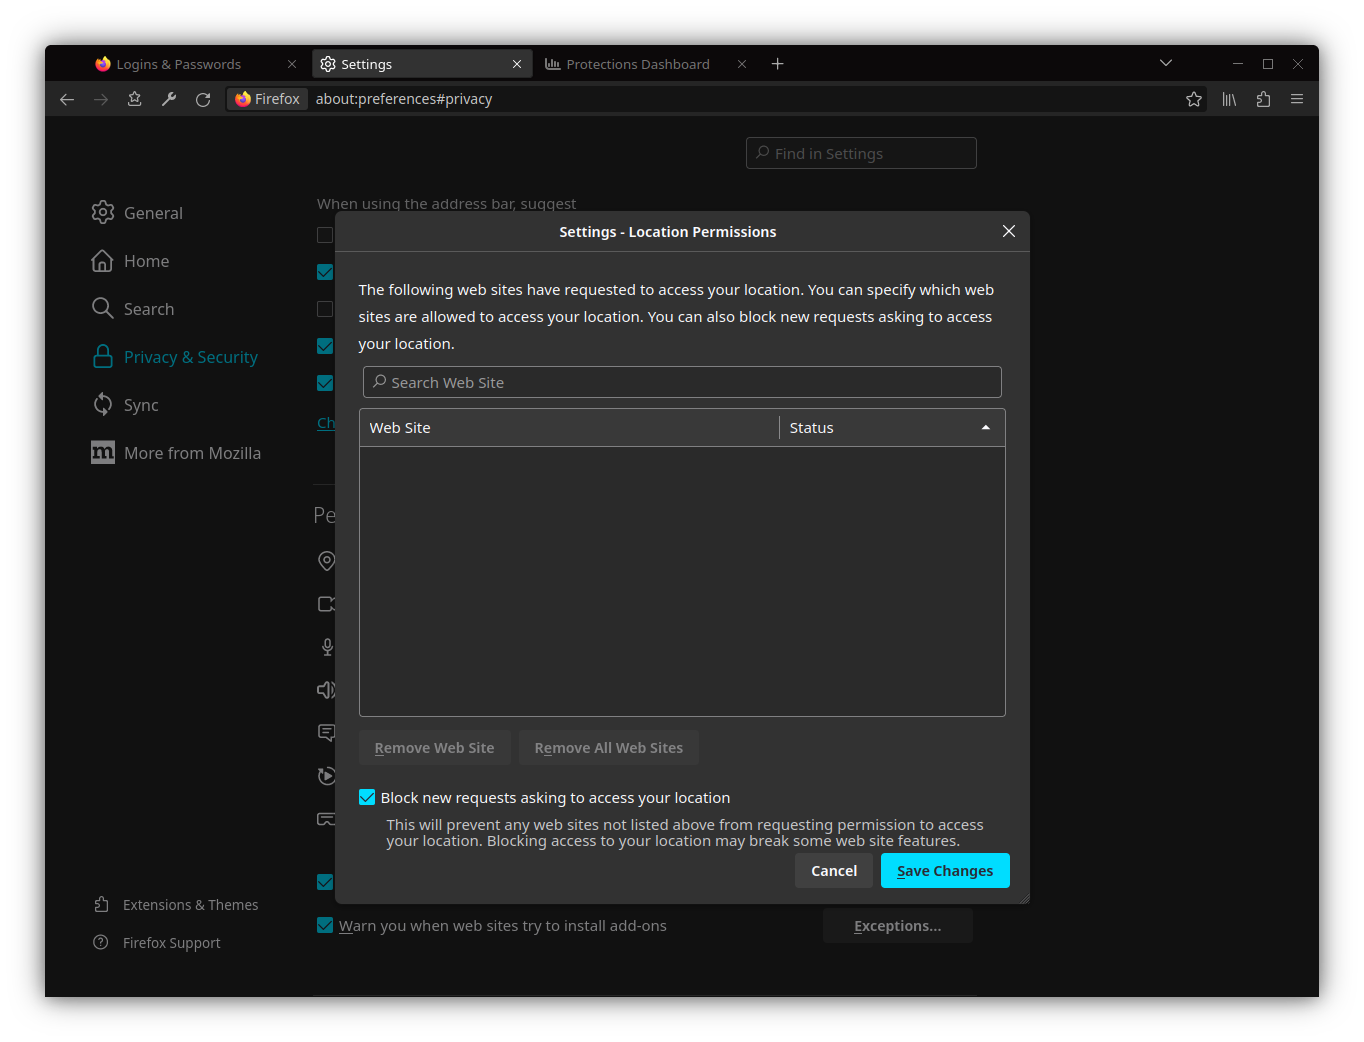 Logins & Passwords
Settings
Protections Dashboard
Firefox
about:preferences#privacy
Find in Settings
General
Home
Search
Privacy & Security
Sync
More from Mozilla
Extensions & Themes
Firefox Support
When using the address bar, suggest
Settings - Location Permissions
The following web sites have requested to access your location. You can specify which web
sites are allowed to access your location. You can also block new requests asking to access
your location.
Search Web Site
Web Site Status
Remove Web Site Remove All Web Sites
Block new requests asking to access your location
This will prevent any web sites not listed above from requesting permission to access
your location. Blocking access to your location may break some web site features.
Cancel Save Changes
Ch
Pe
Warn you when web sites try to install add-ons
Exceptions...